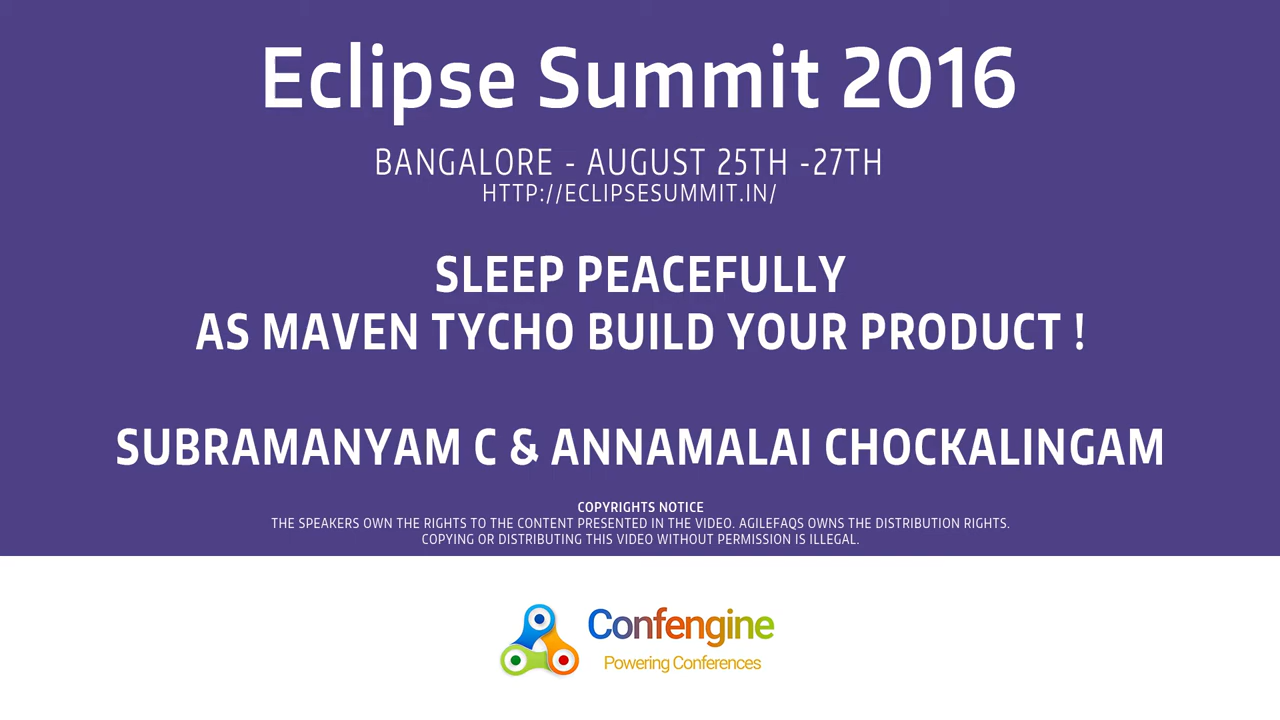 Eclipse Summit 2016
BANGALORE - AUGUST 25TH -27TH
HTTP://ECLIPSESUMMIT.IN/
SLEEP PEACEFULLY
AS MAVEN TYCHO BUILD YOUR PRODUCT !
SUBRAMANYAM C & ANNAMALAI CHOCKALINGAM
COPYRIGHTS NOTICE
THE SPEAKERS OWN THE RIGHTS TO THE CONTENT PRESENTED IN THE VIDEO. AGILEFAQS OWNS THE DISTRIBUTION RIGHTS.
COPYING OR DISTRIBUTING THIS VIDEO WITHOUT PERMISSION IS ILLEGAL.
Confengine
Powering Conferences